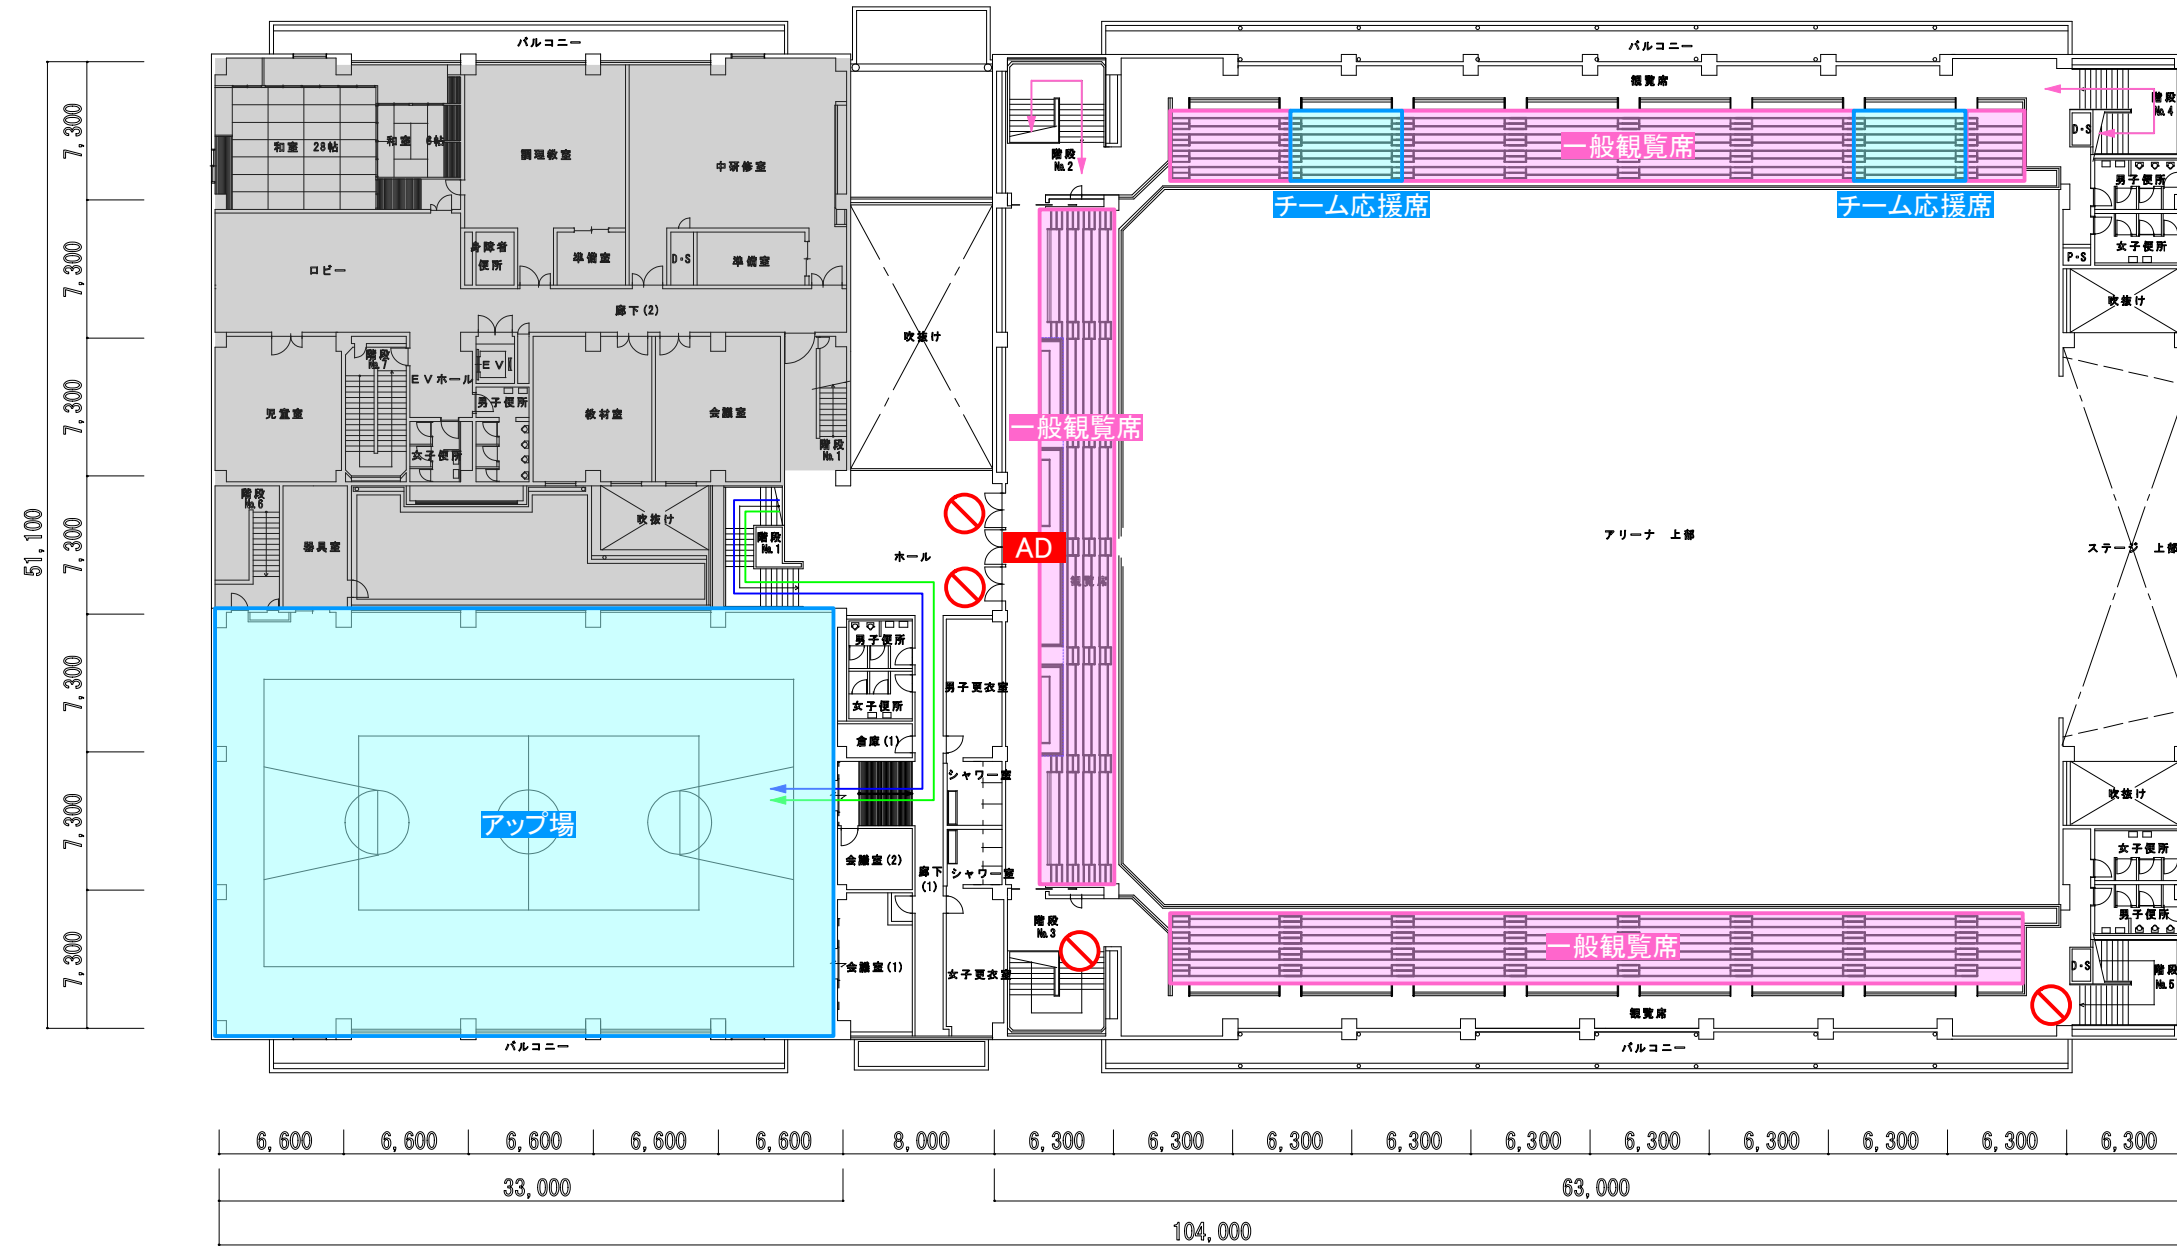 バルコニー
バルコニー
観覧席
階段
No.4
7,300
和室 28帖
和室 6帖
調理教室
中研修室
一般観覧席
D・S
階段
No.2
男子便所
チーム応援席
チーム応援席
身障者
便所
準備室
D・S
準備室
女子便所
P・S
7,300
ロビー
廊下(2)
吹抜け
吹抜け
階段
No.7
EV
EVホール
7,300
児童室
男子便所
教材室
会議室
一般観覧席
女子便所
階段
No.1
階段
No.6
吹抜け
51,100
7,300
器具室
階段
No.1
ホール
AD
観覧席
アリーナ 上部
ステージ 上部
男子便所
7,300
男子更衣室
女子便所
倉庫(1)
シャワー室
吹抜け
7,300
アップ場
会議室(2)
廊下
(1)
シャワー室
女子便所
階段
No.3
男子便所
一般観覧席
7,300
会議室(1)
女子更衣室
D・S
階段
No.5
観覧席
バルコニー
バルコニー
6,600
6,600
6,600
6,600
6,600
8,000
6,300
6,300
6,300
6,300
6,300
6,300
6,300
6,300
6,300
6,300
33,000
63,000
104,000